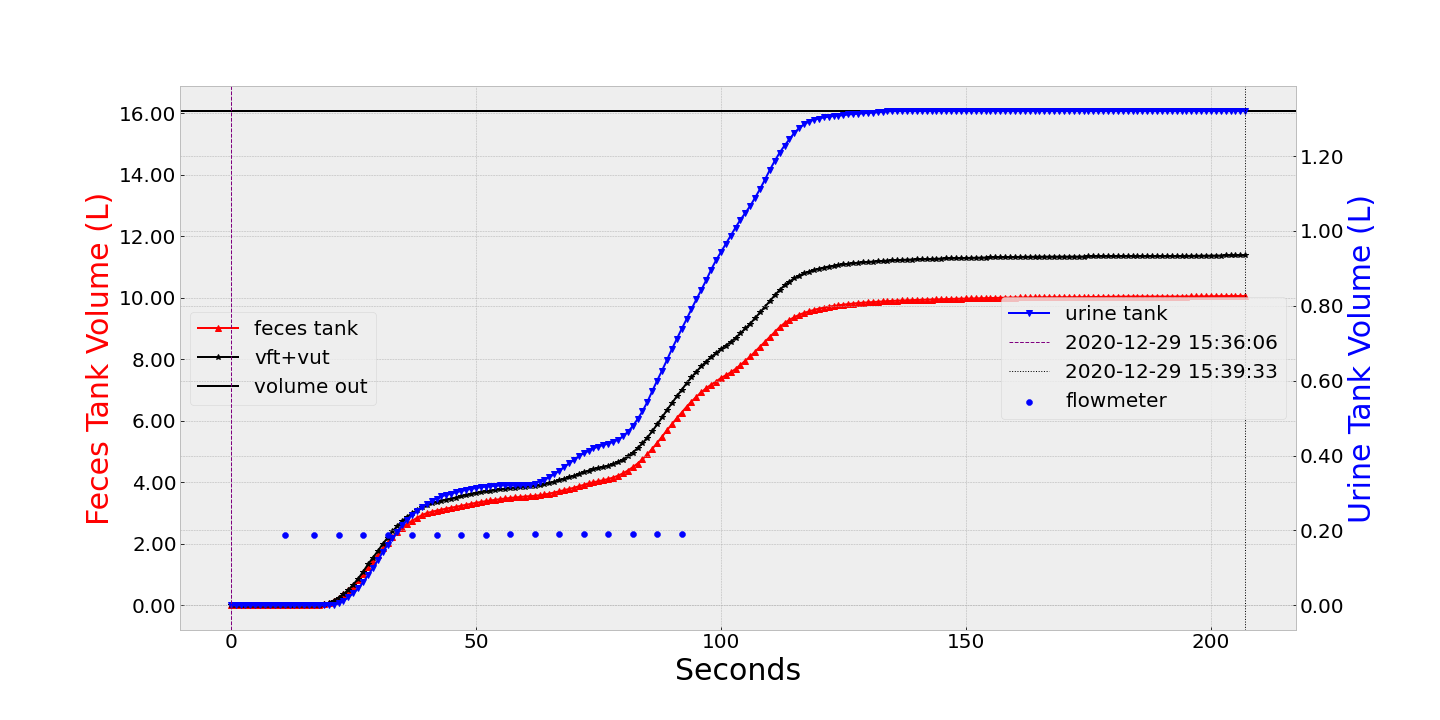 16.00
14.00
12.00
10.00
8.00
6.00
4.00
2.00
0.00
Feces Tank Volume (L)
feces tank
vft+vut
volume out
urine tank
2020-12-29 15:36:06
2020-12-29 15:39:33
flowmeter
1.20
1.00
0.80
0.60
0.40
0.20
0.00
Urine Tank Volume (L)
0 50 100 150 200
Seconds